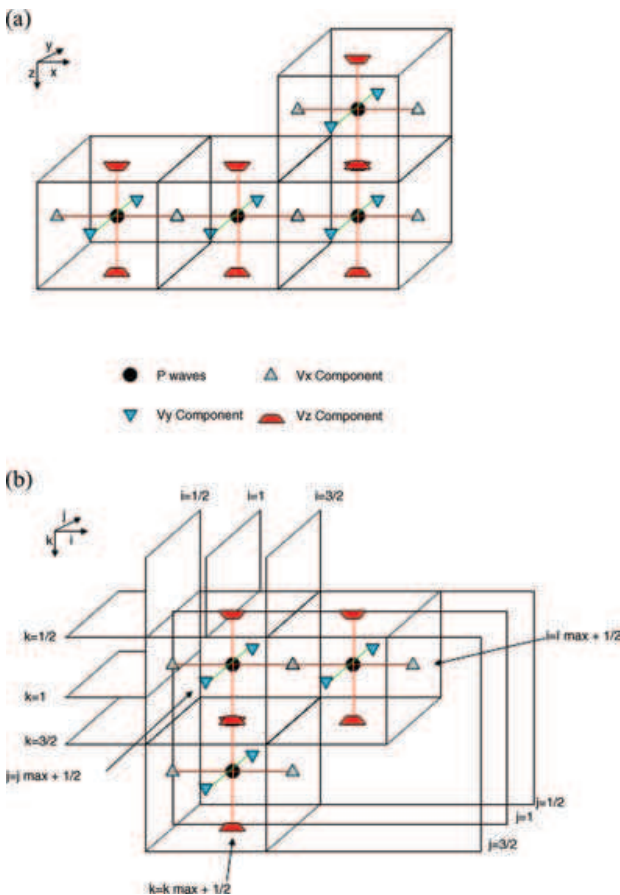 (a)
y
z x
P waves
Vx Component
Vy Component
Vz Component
(b)
i=1/2
i=1
i=3/2
j
k i
k=1/2
i=I max + 1/2
k=1
k=3/2
j=j max + 1/2
j=1/2
j=1
j=3/2
k=k max + 1/2